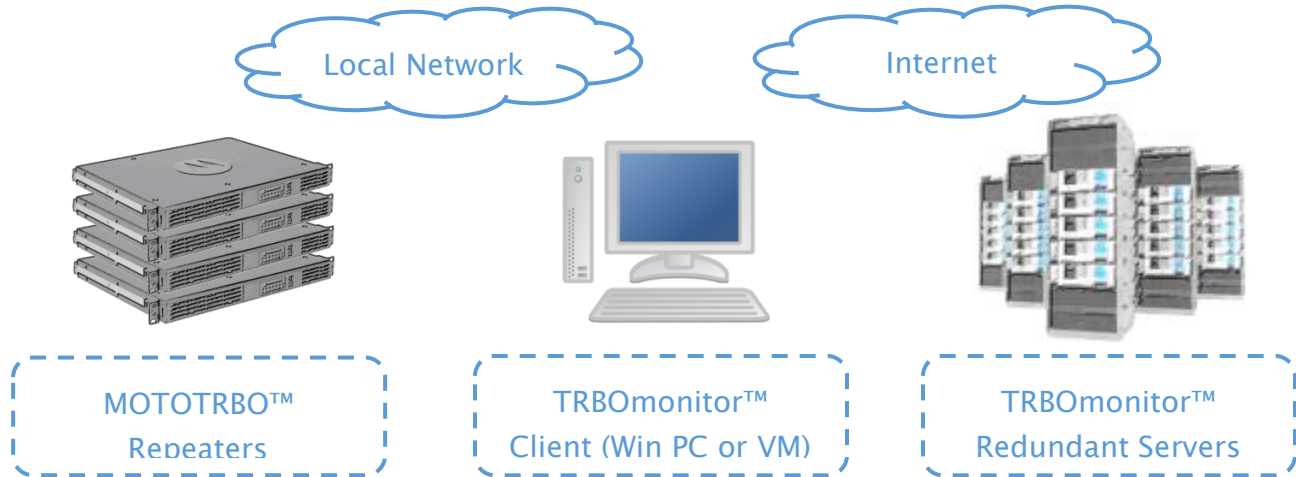 Local Network
Internet
MOTOTRBO™
Repeaters
TRBOmonitor™
Client (Win PC or VM)
TRBOmonitor™
Redundant Servers